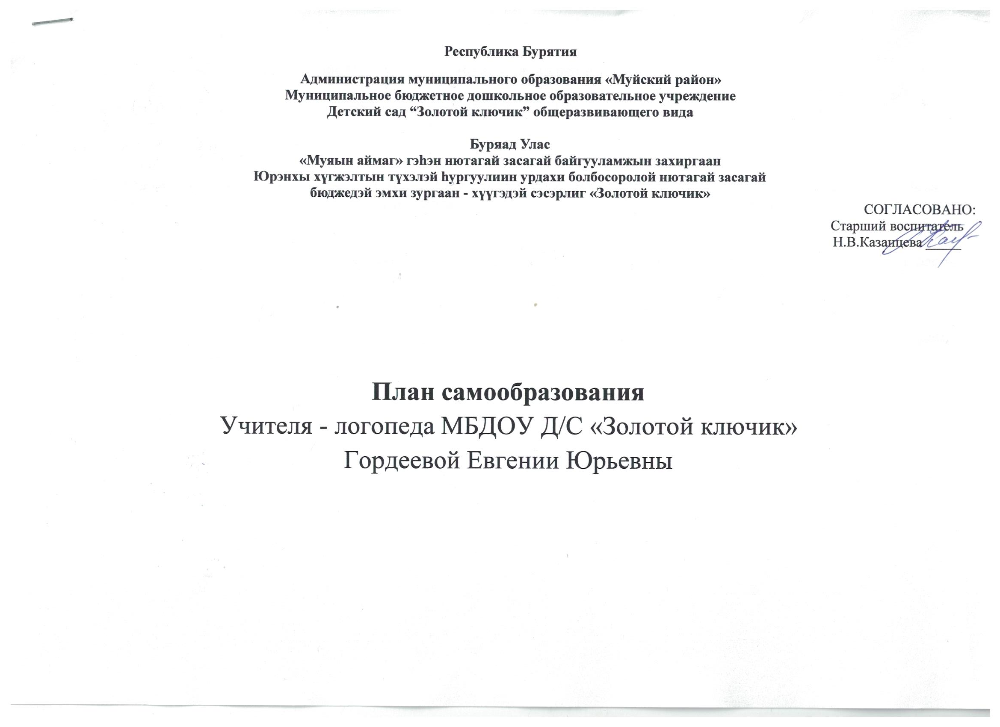 Республика Бурятия
Администрация муниципального образования «Муйский район»
Муниципальное бюджетное дошкольное образовательное учреждение
Детский сад “Золотой ключик” общеразвивающего вида
Буряад Улас
«Муяын аймаг» гэһэн нютагай засагай байгууламжын захиргаан
Юрэнхы хүгжэлтын түхэлэй һургуулиин урдахи болбосоролой нютагай засагай
бюджедэй эмхи зургаан - хүүгэдэй сэсэрлиг «Золотой ключик»
СОГЛАСОВАНО:
Старший воспитатель
Н.В.Казанцева _____
План самообразования
Учителя - логопеда МБДОУ Д/С «Золотой ключик»
Гордеевой Евгении Юрьевны